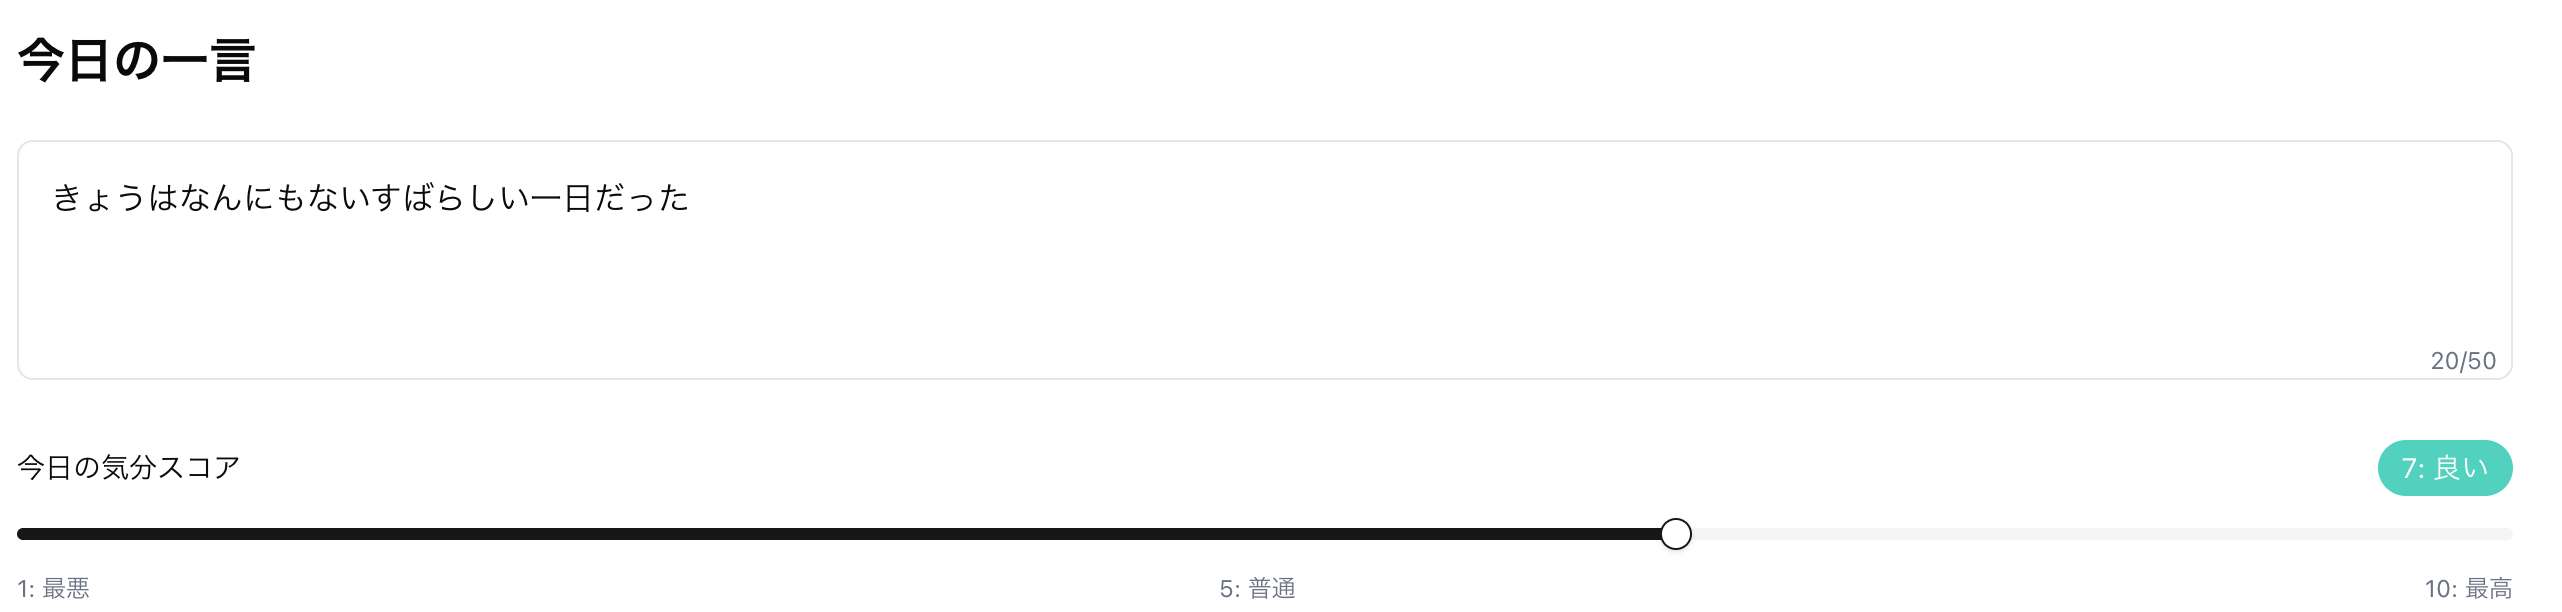 今日の一言
きょうはなんにもないすばらしい一日だった
20/50
今日の気分スコア
7: 良い
1: 最悪
5: 普通
10: 最高